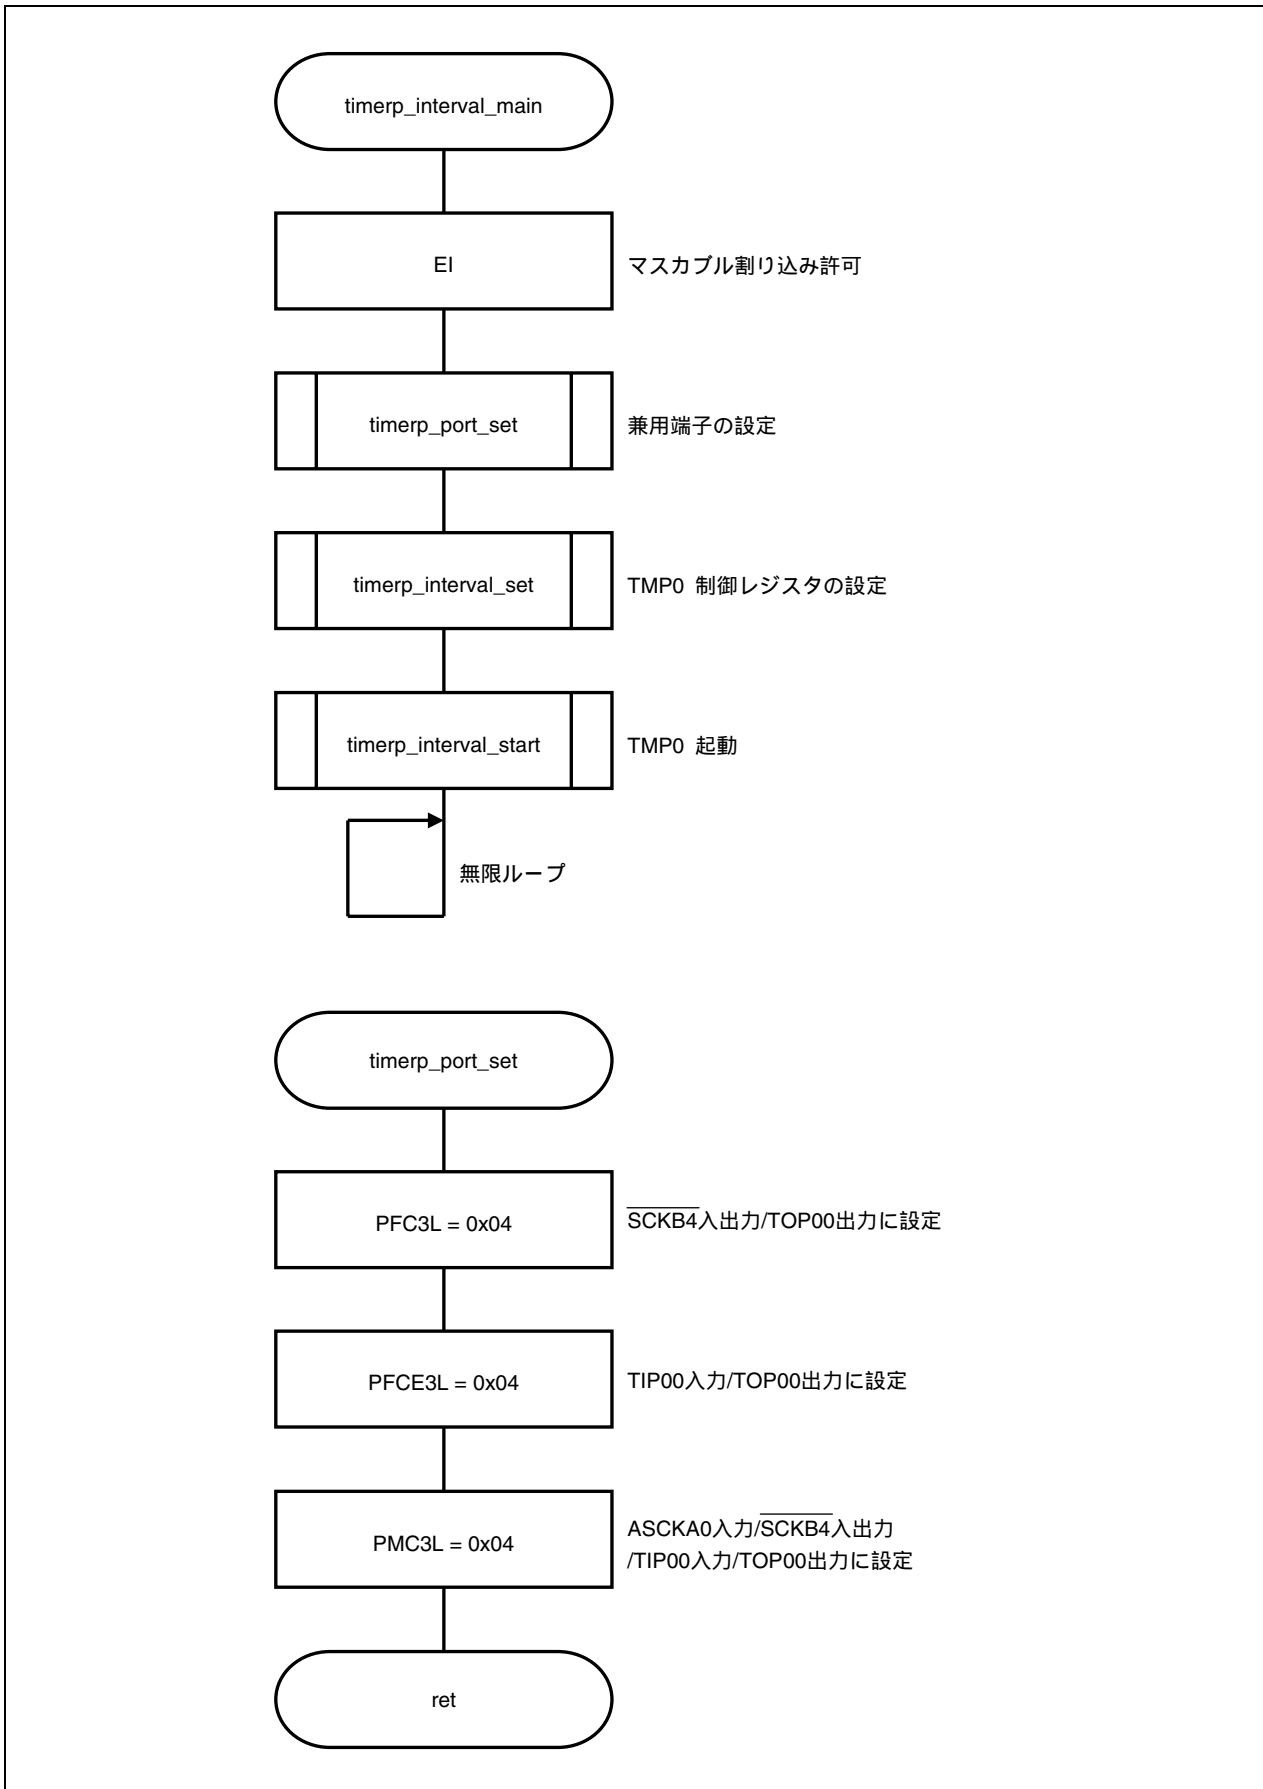 timerp_interval_main
EI
マスカブル割り込み許可
timerp_port_set
兼用端子の設定
timerp_interval_set
TMP0 制御レジスタの設定
timerp_interval_start
TMP0 起動
無限ループ
timerp_port_set
PFC3L = 0x04
SCKB4入出力/TOP00出力に設定
PFCE3L = 0x04
TIP00入力/TOP00出力に設定
PMC3L = 0x04
ASCKA0入力/SCKB4入出力
/TIP00入力/TOP00出力に設定
ret